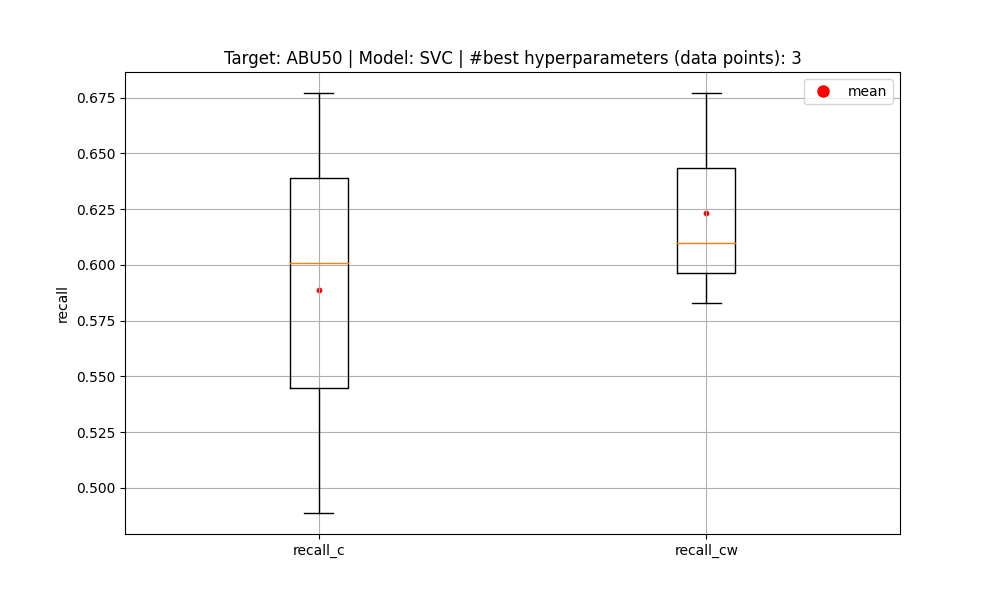 Target: ABU50 | Model: SVC | #best hyperparameters (data points): 3
mean
0.675
0.650
0.625
0.600
0.575
0.550
0.525
0.500
recall
recall_c
recall_cw